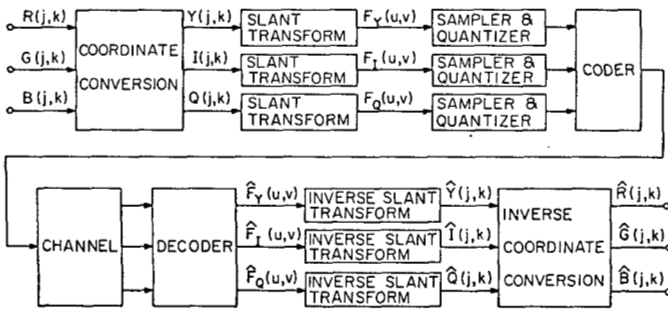 R(j,k) Y(j,k) SLANT TRANSFORM F_Y(u,v) SAMPLER & QUANTIZER
COORDINATE CONVERSION
G(j,k) I(j,k) SLANT TRANSFORM F_I(u,v) SAMPLER & QUANTIZER CODER
B(j,k) Q(j,k) SLANT TRANSFORM F_Q(u,v) SAMPLER & QUANTIZER
F̂_Y(u,v) INVERSE SLANT TRANSFORM Ŷ(j,k) R̂(j,k)
CHANNEL DECODER F̂_I(u,v) INVERSE SLANT TRANSFORM Î(j,k) INVERSE COORDINATE CONVERSION Ĝ(j,k)
F̂_Q(u,v) INVERSE SLANT TRANSFORM Q̂(j,k) B̂(j,k)